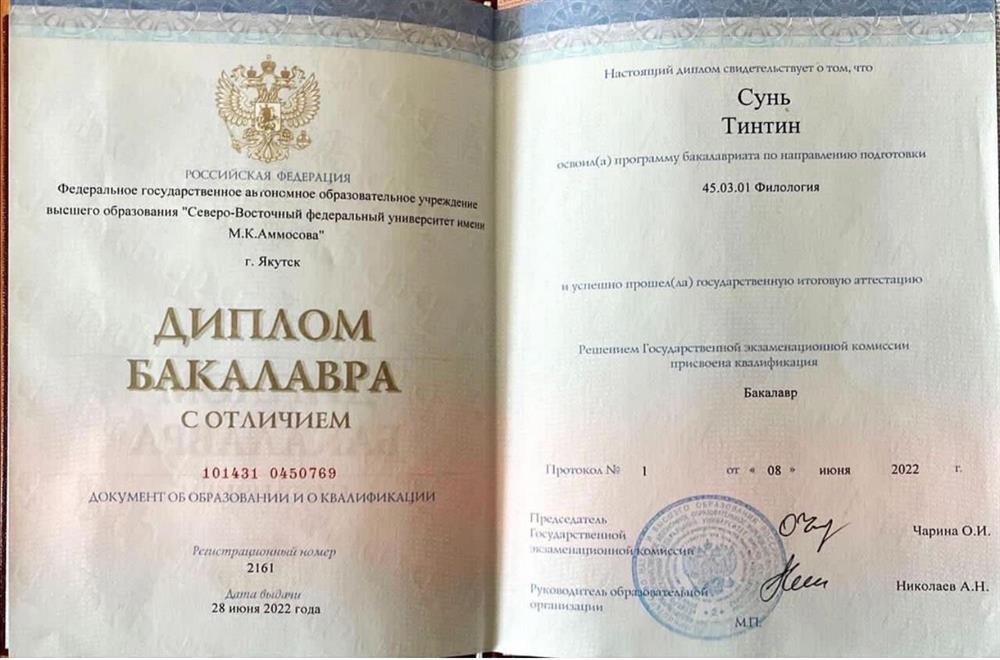 РОССИЙСКАЯ ФЕДЕРАЦИЯ
Федеральное государственное автономное образовательное учреждение
высшего образования "Северо-Восточный федеральный университет имени
М.К.Аммосова"
г. Якутск
ДИПЛОМ
БАКАЛАВРА
С ОТЛИЧИЕМ
101431 0450769
ДОКУМЕНТ ОБ ОБРАЗОВАНИИ И О КВАЛИФИКАЦИИ
Регистрационный номер
2161
Дата выдачи
28 июня 2022 года
Настоящий диплом свидетельствует о том, что
Сунь
Тинтин
освоил(а) программу бакалавриата по направлению подготовки
45.03.01 Филология
и успешно прошел(ла) государственную итоговую аттестацию
Решением Государственной экзаменационной комиссии
присвоена квалификация
Бакалавр
Протокол № 1 от « 08 » июня 2022 г.
Председатель
Государственной
экзаменационной комиссии
Чарина О.И.
Руководитель образовательной
организации
Николаев А.Н.
М.П.